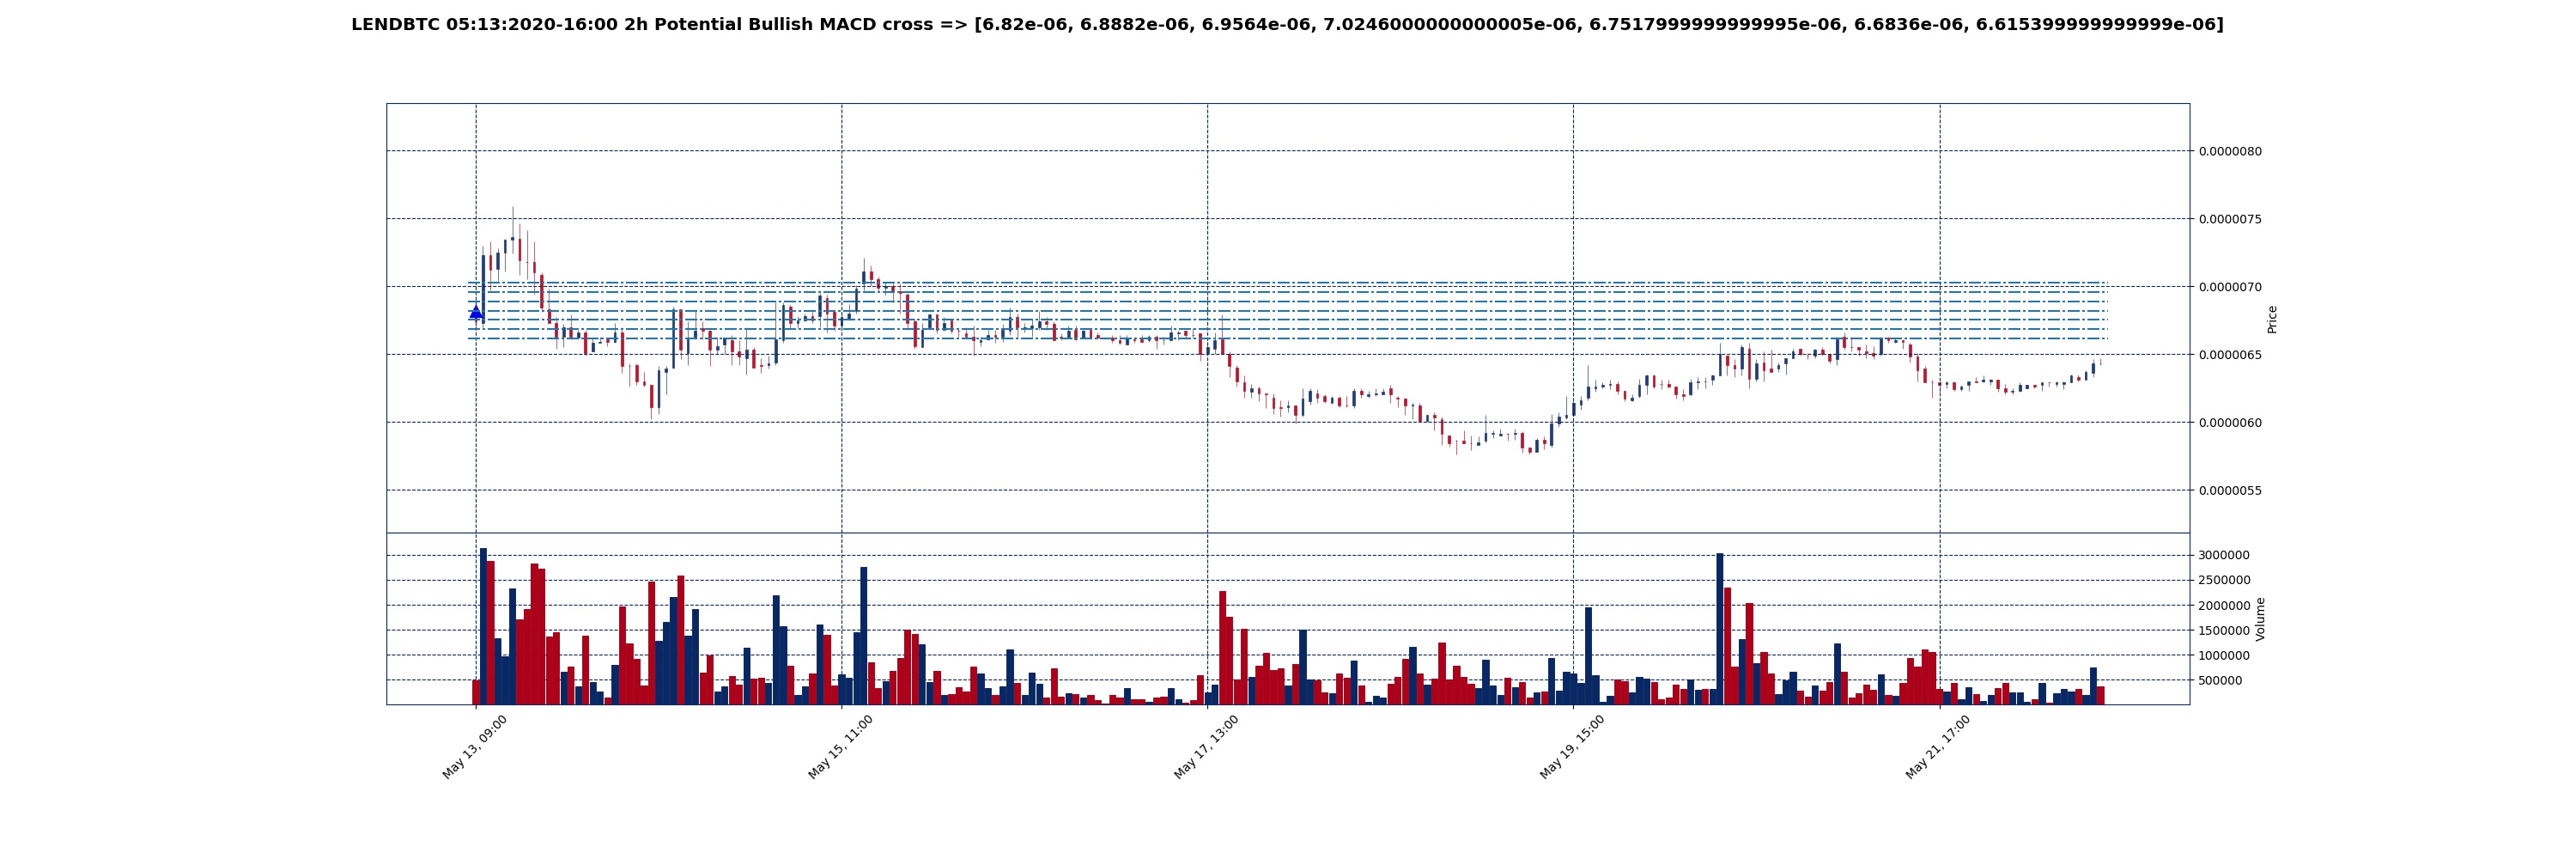 LENDBTC 05:13:2020-16:00 2h Potential Bullish MACD cross => [6.82e-06, 6.8882e-06, 6.9564e-06, 7.0246000000000005e-06, 6.7517999999999995e-06, 6.6836e-06, 6.615399999999999e-06]
0.0000080
0.0000075
0.0000070
Price
0.0000065
0.0000060
0.0000055
3000000
2500000
2000000
Volume
1500000
1000000
500000
May 13, 09:00
May 15, 11:00
May 17, 13:00
May 19, 15:00
May 21, 17:00